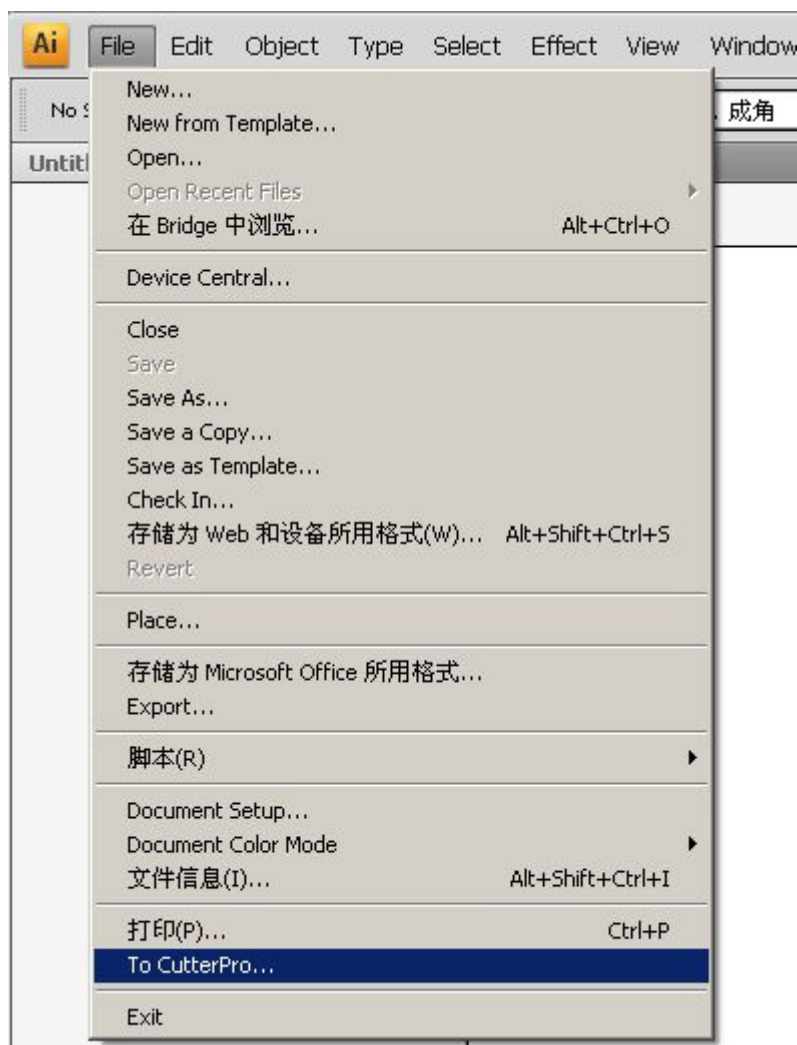 Ai File Edit Object Type Select Effect View Window
No S
成角
Untitl
New...
New from Template...
Open...
Open Recent Files
在 Bridge 中浏览... Alt+Ctrl+O
Device Central...
Close
Save
Save As...
Save a Copy...
Save as Template...
Check In...
存储为 Web 和设备所用格式(W)... Alt+Shift+Ctrl+S
Revert
Place...
存储为 Microsoft Office 所用格式...
Export...
脚本(R)
Document Setup...
Document Color Mode
文件信息(I)... Alt+Shift+Ctrl+I
打印(P)... Ctrl+P
To CutterPro...
Exit